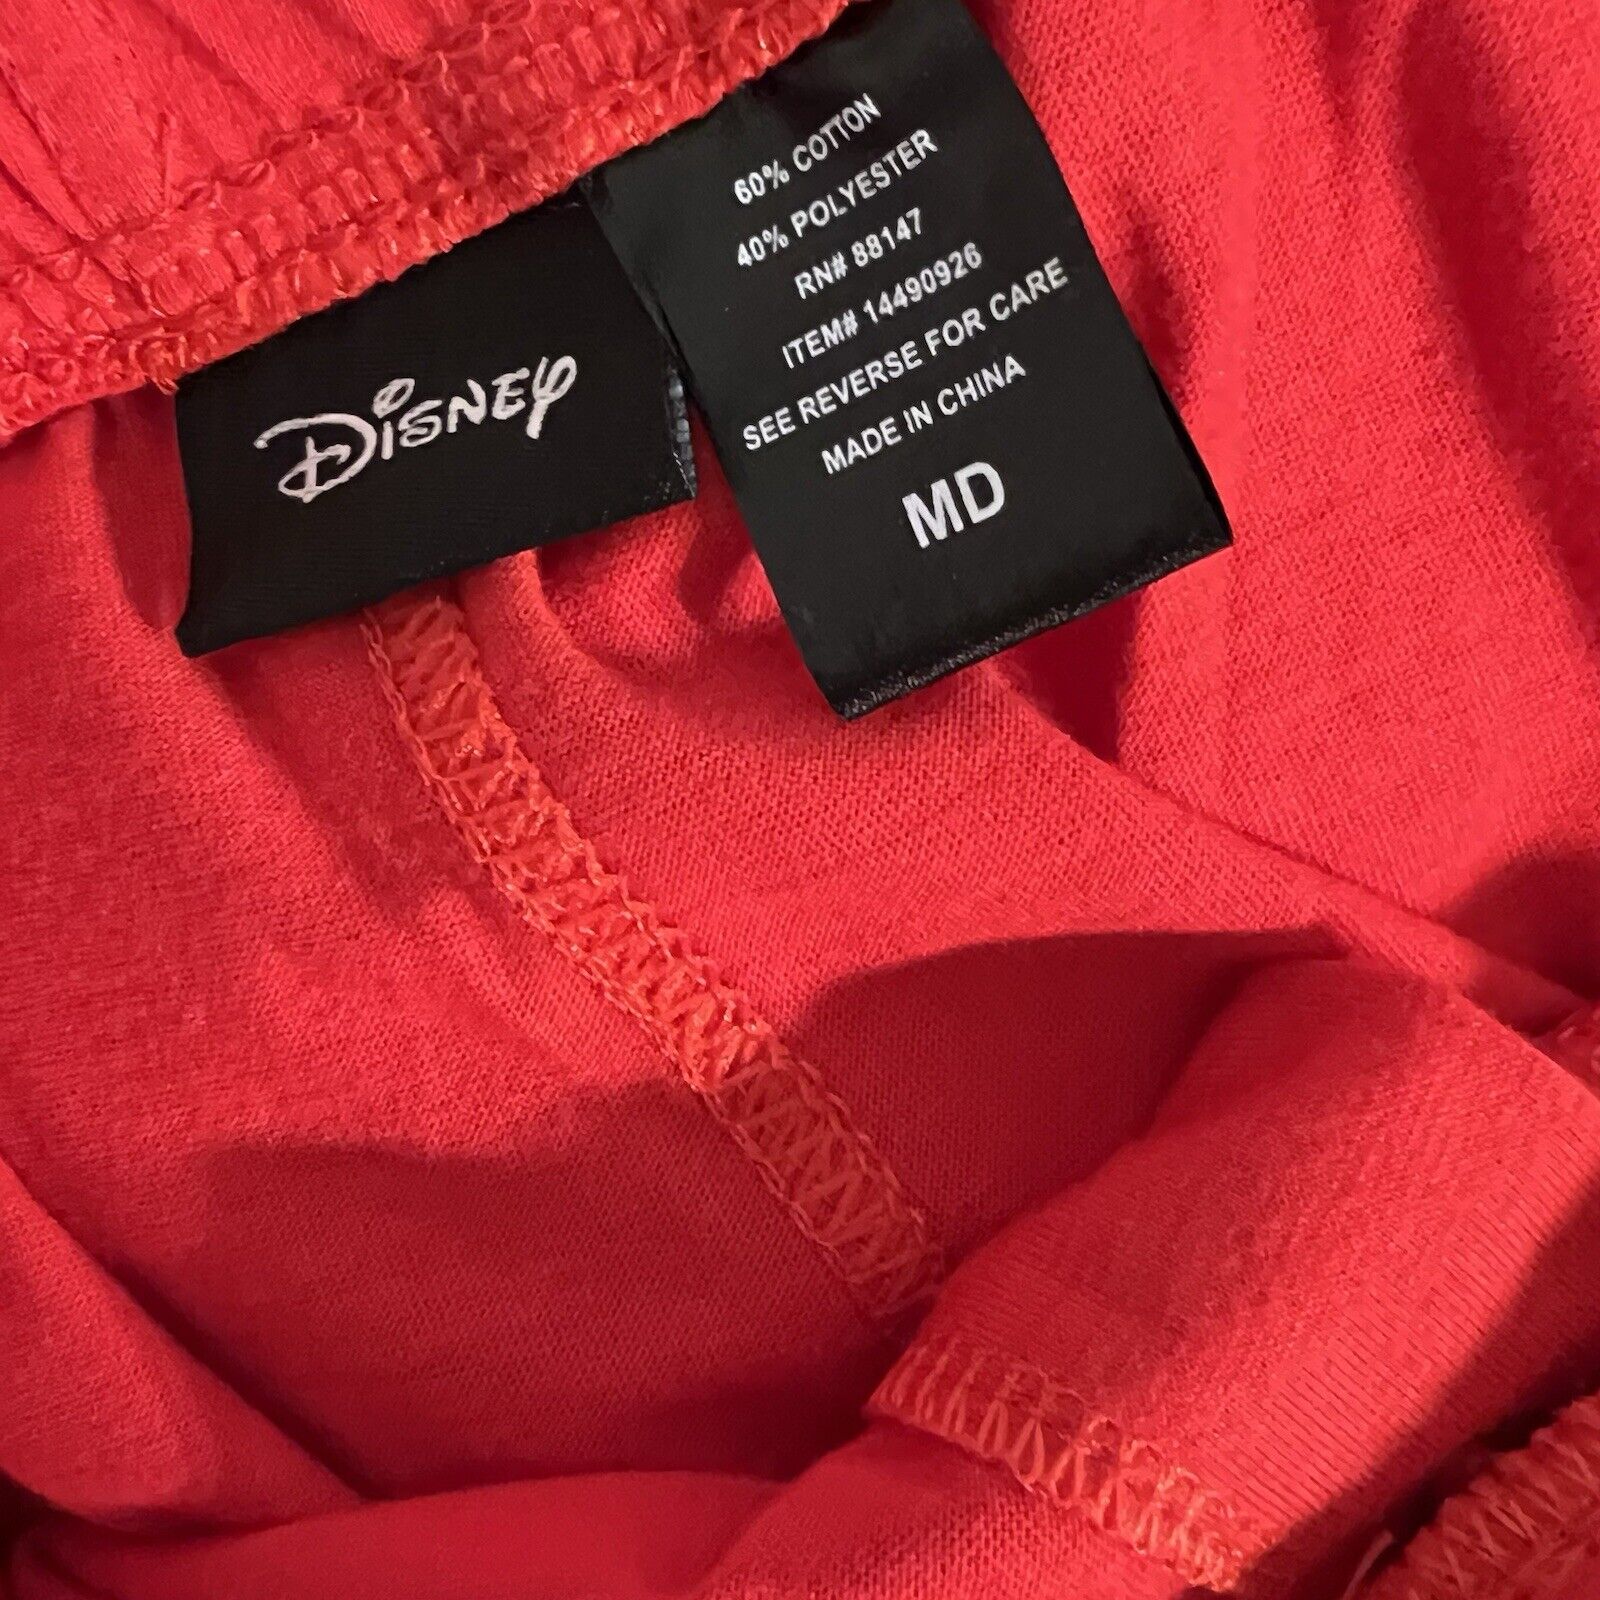 60% COTTON
40% POLYESTER
RN# 88147
ITEM# 14490926
SEE REVERSE FOR CARE
MADE IN CHINA
MD
DISNEY